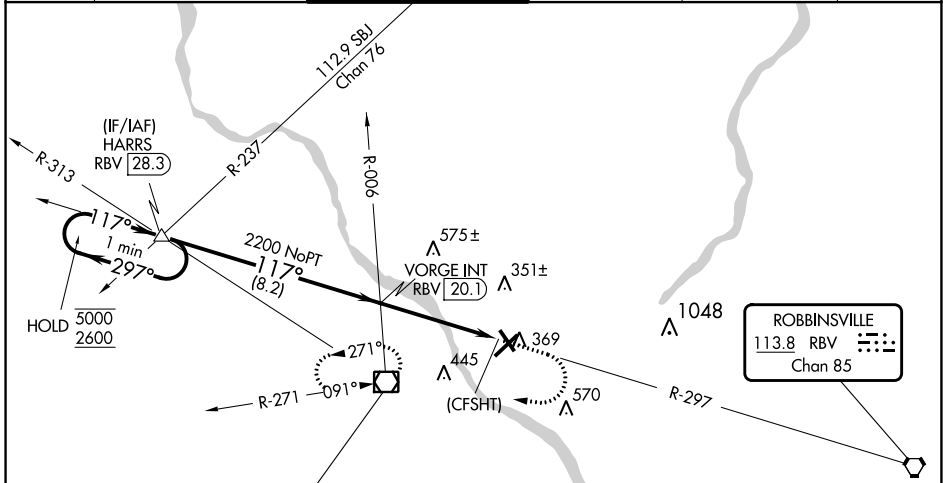 112.9 SBJ
Chan 76
(IF/IAF)
HARRS
RBV 28.3
R-313
R-237
R-006
117°
1 min
297°
2200 NoPT
117°
(8.2)
575±
VORGE INT
RBV 20.1
351±
1048
HOLD 5000
2600
ROBBINSVILLE
113.8 RBV
Chan 85
369
271°
445
R-271
091°
(CFSHT)
570
R-297